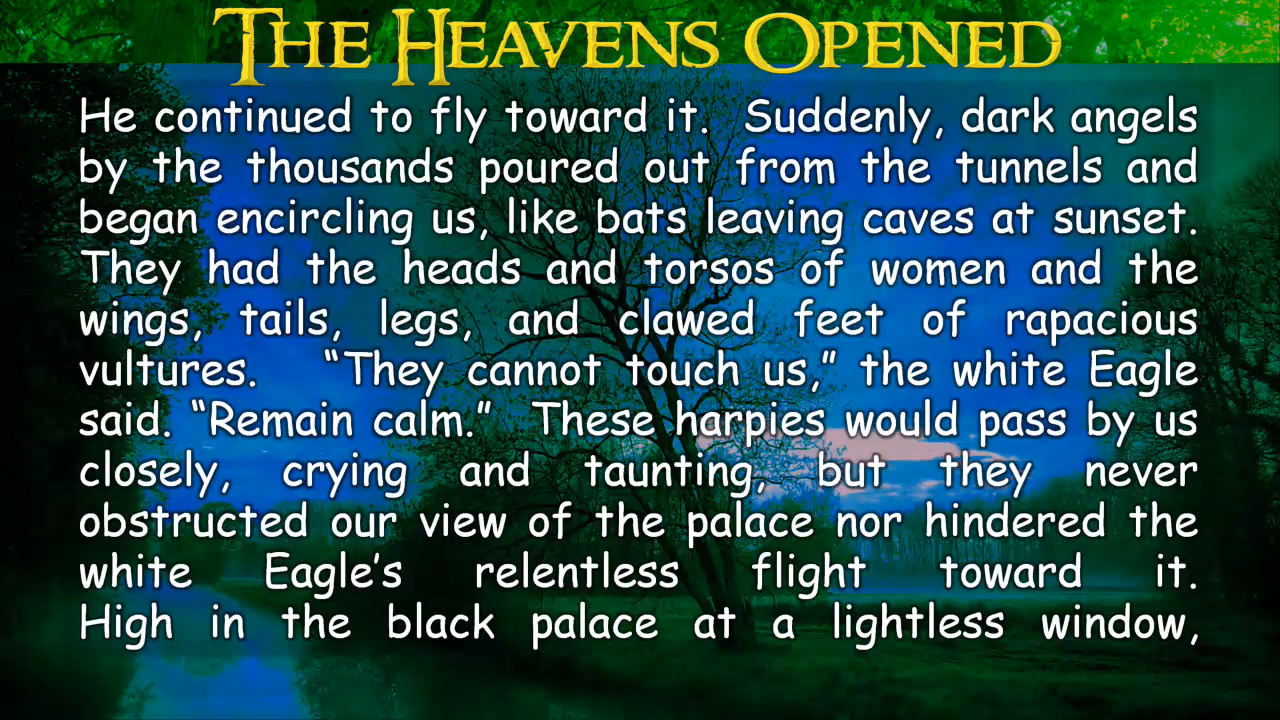 THE HEAVENS OPENED
He continued to fly toward it. Suddenly, dark angels
by the thousands poured out from the tunnels and
began encircling us, like bats leaving caves at sunset.
They had the heads and torsos of women and the
wings, tails, legs, and clawed feet of rapacious
vultures. “They cannot touch us,” the white Eagle
said. “Remain calm.” These harpies would pass by us
closely, crying and taunting, but they never
obstructed our view of the palace nor hindered the
white Eagle’s relentless flight toward it.
High in the black palace at a lightless window,